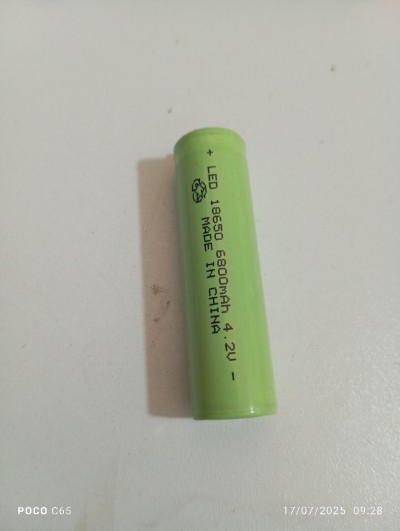 + LED 18650 6800mAh 4.2V -
MADE IN CHINA
POCO C65
17/07/2025 09:28